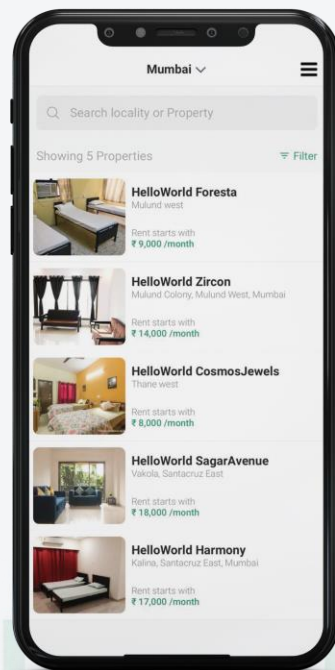 Mumbai
Search locality or Property
Showing 5 Properties
Filter
HelloWorld Foresta
Mulund west
Rent starts with
₹ 9,000 /month
HelloWorld Zircon
Mulund Colony, Mulund West, Mumbai
Rent starts with
₹ 14,000 /month
HelloWorld CosmosJewels
Thane west
Rent starts with
₹ 8,000 /month
HelloWorld SagarAvenue
Vakola, Santacruz East
Rent starts with
₹ 18,000 /month
HelloWorld Harmony
Kalina, Santacruz East, Mumbai
Rent starts with
₹ 17,000 /month